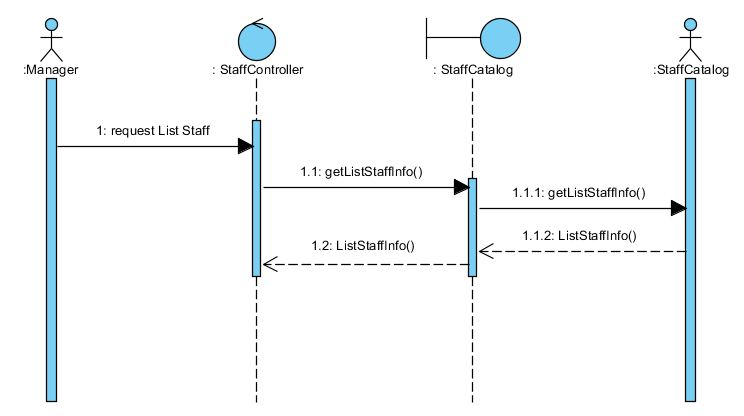 :Manager
: StaffController
: StaffCatalog
:StaffCatalog
1: request List Staff
1.1: getListStaffInfo()
1.1.1: getListStaffInfo()
1.1.2: ListStaffInfo()
1.2: ListStaffInfo()